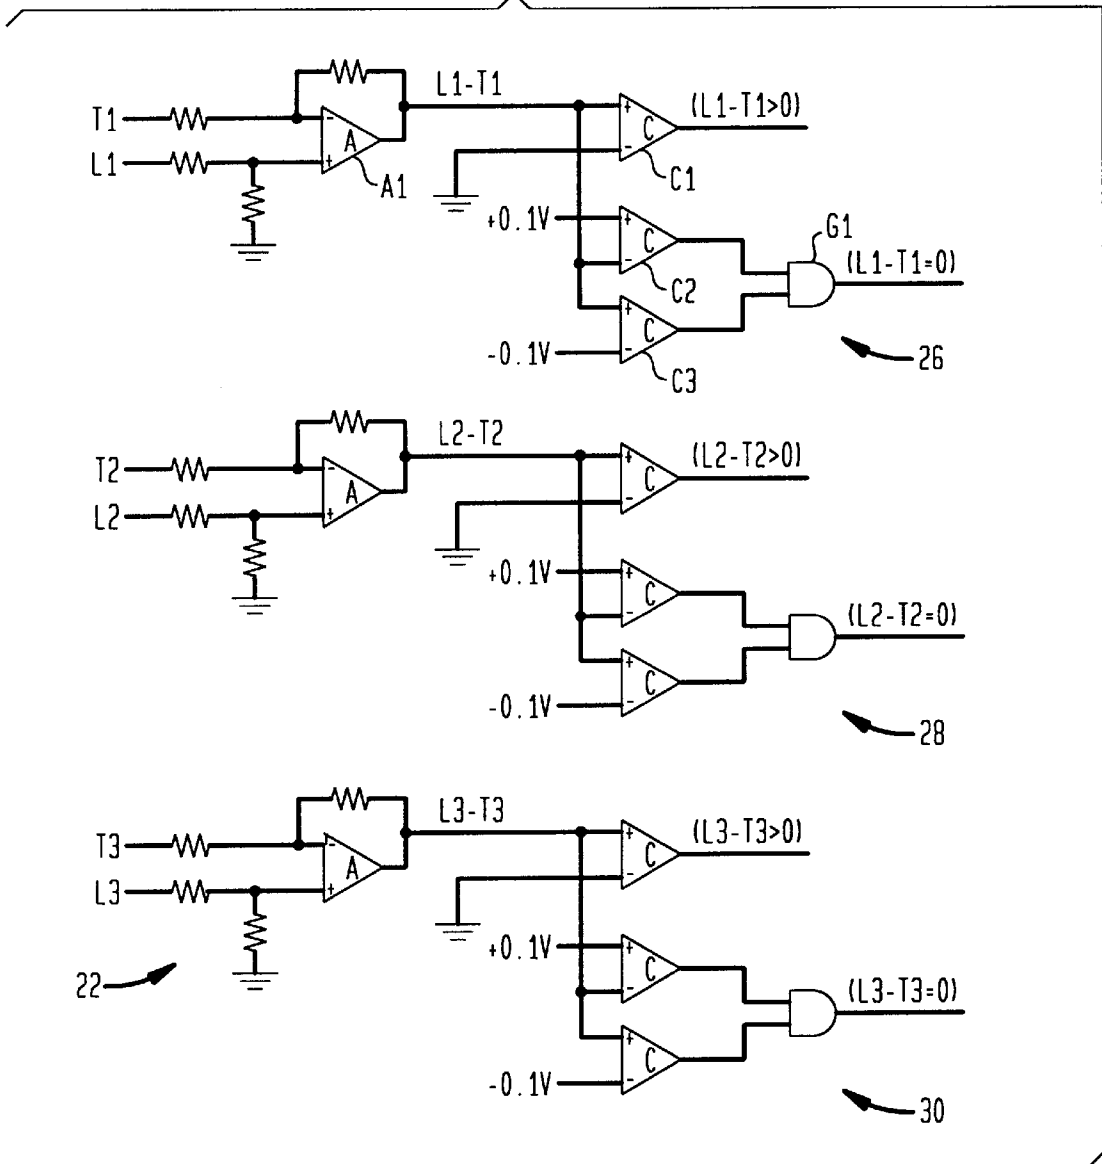 L1-T1
(L1-T1>0)
T1
- A +
+ C -
L1
A1
C1
+0.1V
+ C -
G1
(L1-T1=0)
C2
+ C -
-0.1V
C3
26
L2-T2
(L2-T2>0)
T2
- A +
+ C -
L2
+0.1V
+ C -
(L2-T2=0)
+ C -
-0.1V
28
L3-T3
(L3-T3>0)
T3
- A +
+ C -
L3
+0.1V
+ C -
22
(L3-T3=0)
+ C -
-0.1V
30